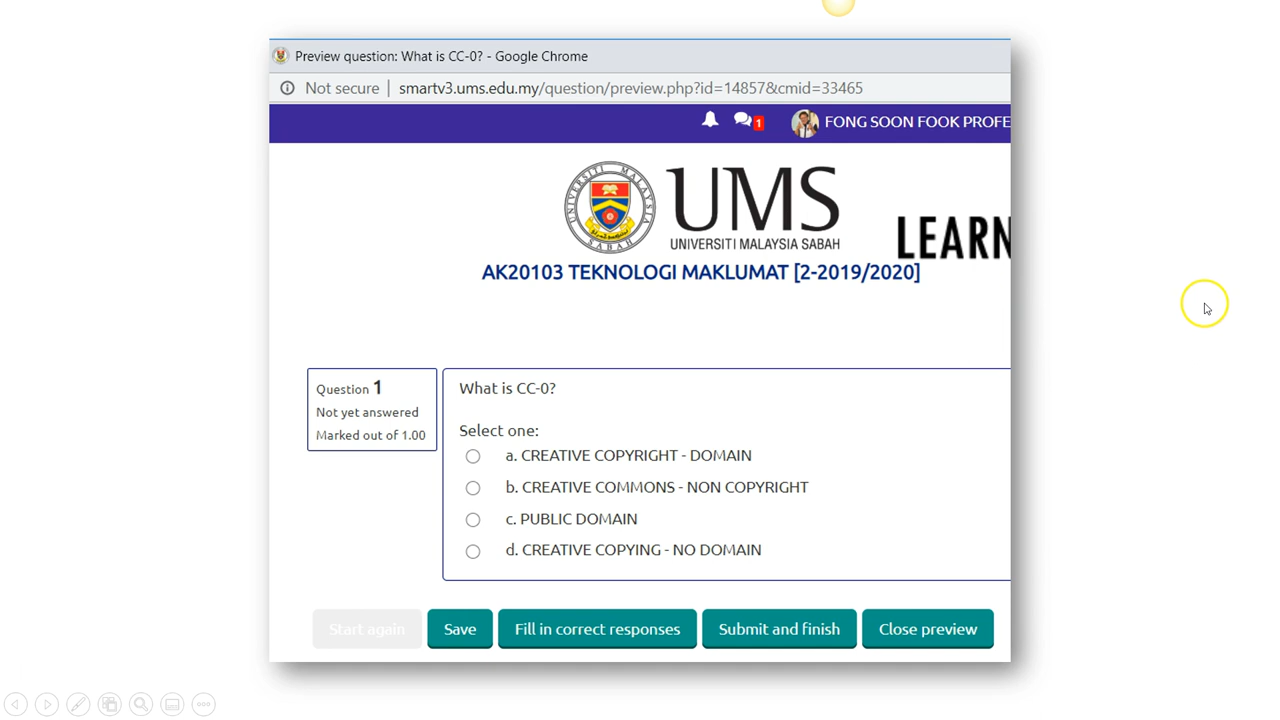 Preview question: What is CC-0? - Google Chrome
Not secure | smartv3.ums.edu.my/question/preview.php?id=14857&cmid=33465
1 FONG SOON FOOK PROFE
UNIVERSITI MALAYSIA SABAH
UMS
UNIVERSITI MALAYSIA SABAH
LEARN
AK20103 TEKNOLOGI MAKLUMAT [2-2019/2020]
Question 1
Not yet answered
Marked out of 1.00
What is CC-0?
Select one:
a. CREATIVE COPYRIGHT - DOMAIN
b. CREATIVE COMMONS - NON COPYRIGHT
c. PUBLIC DOMAIN
d. CREATIVE COPYING - NO DOMAIN
Start again
Save
Fill in correct responses
Submit and finish
Close preview